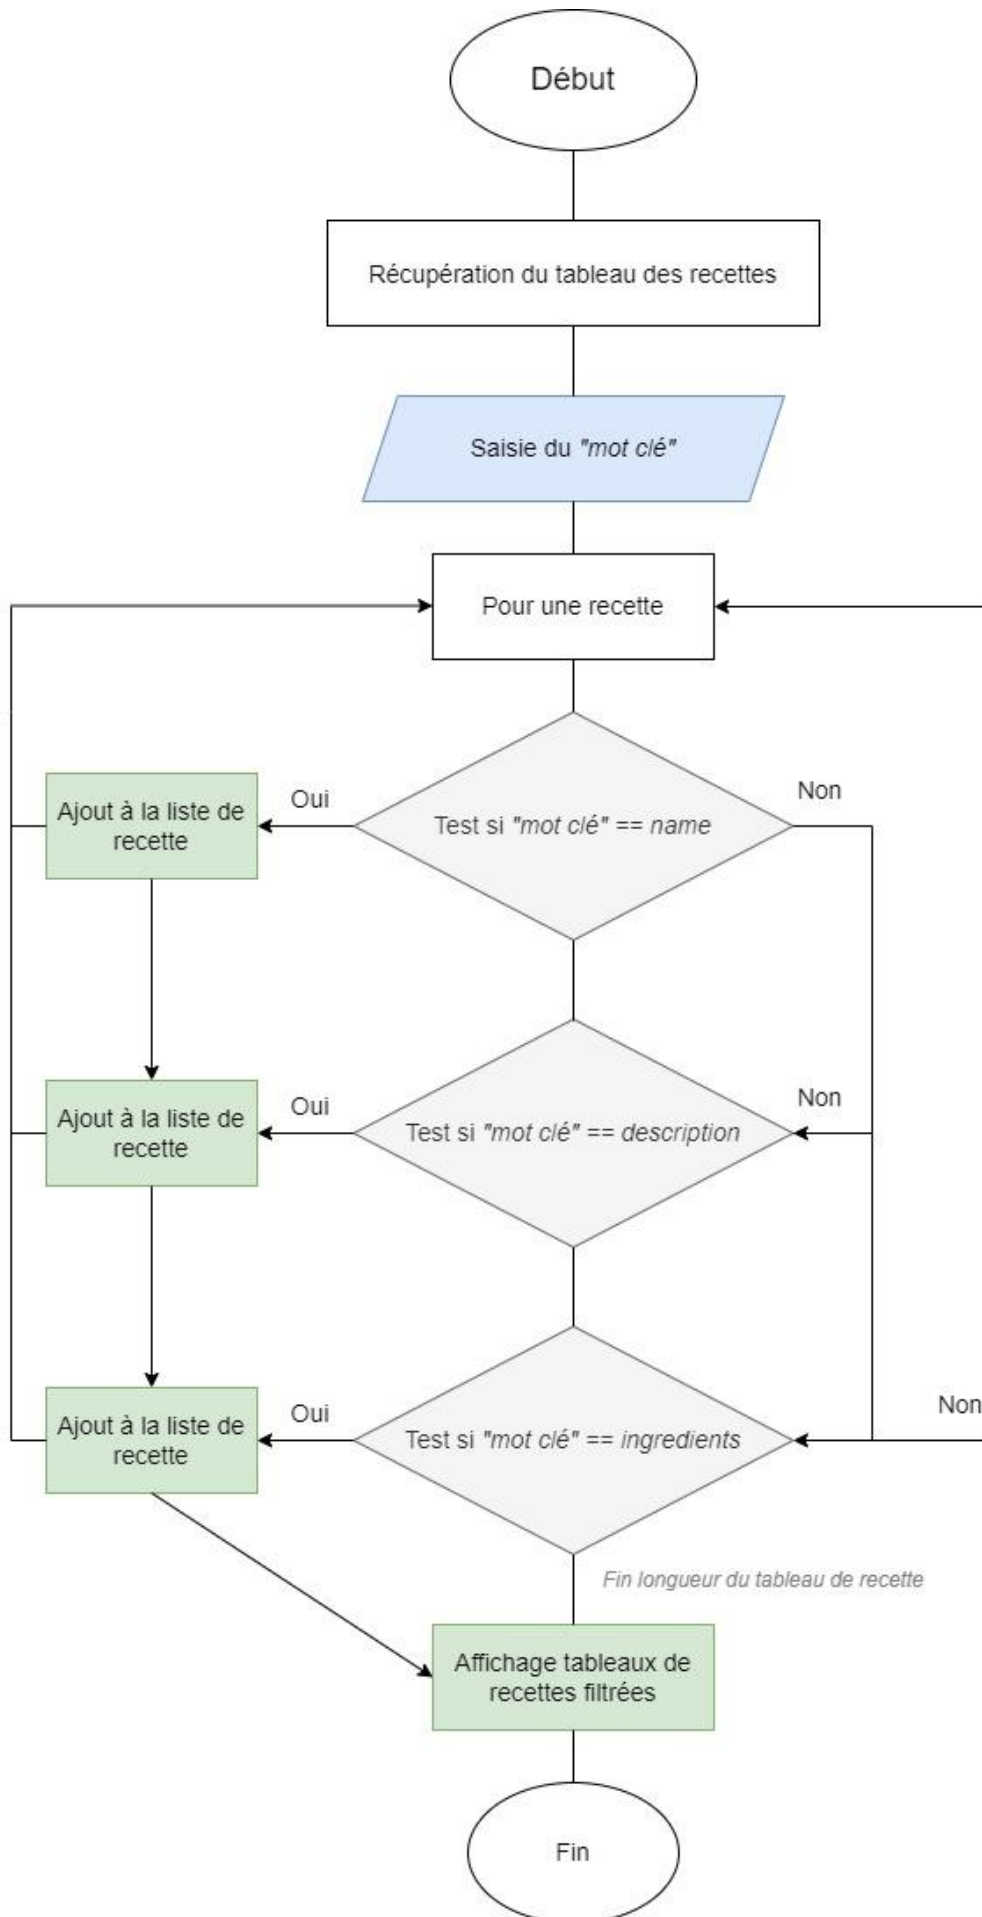 Début
Récupération du tableau des recettes
Saisie du "mot clé"
Pour une recette
Ajout à la liste de
recette
Oui
Test si "mot clé" == name
Non
Ajout à la liste de
recette
Oui
Test si "mot clé" == description
Non
Ajout à la liste de
recette
Oui
Test si "mot clé" == ingredients
Non
Fin longueur du tableau de recette
Affichage tableaux de
recettes filtrées
Fin